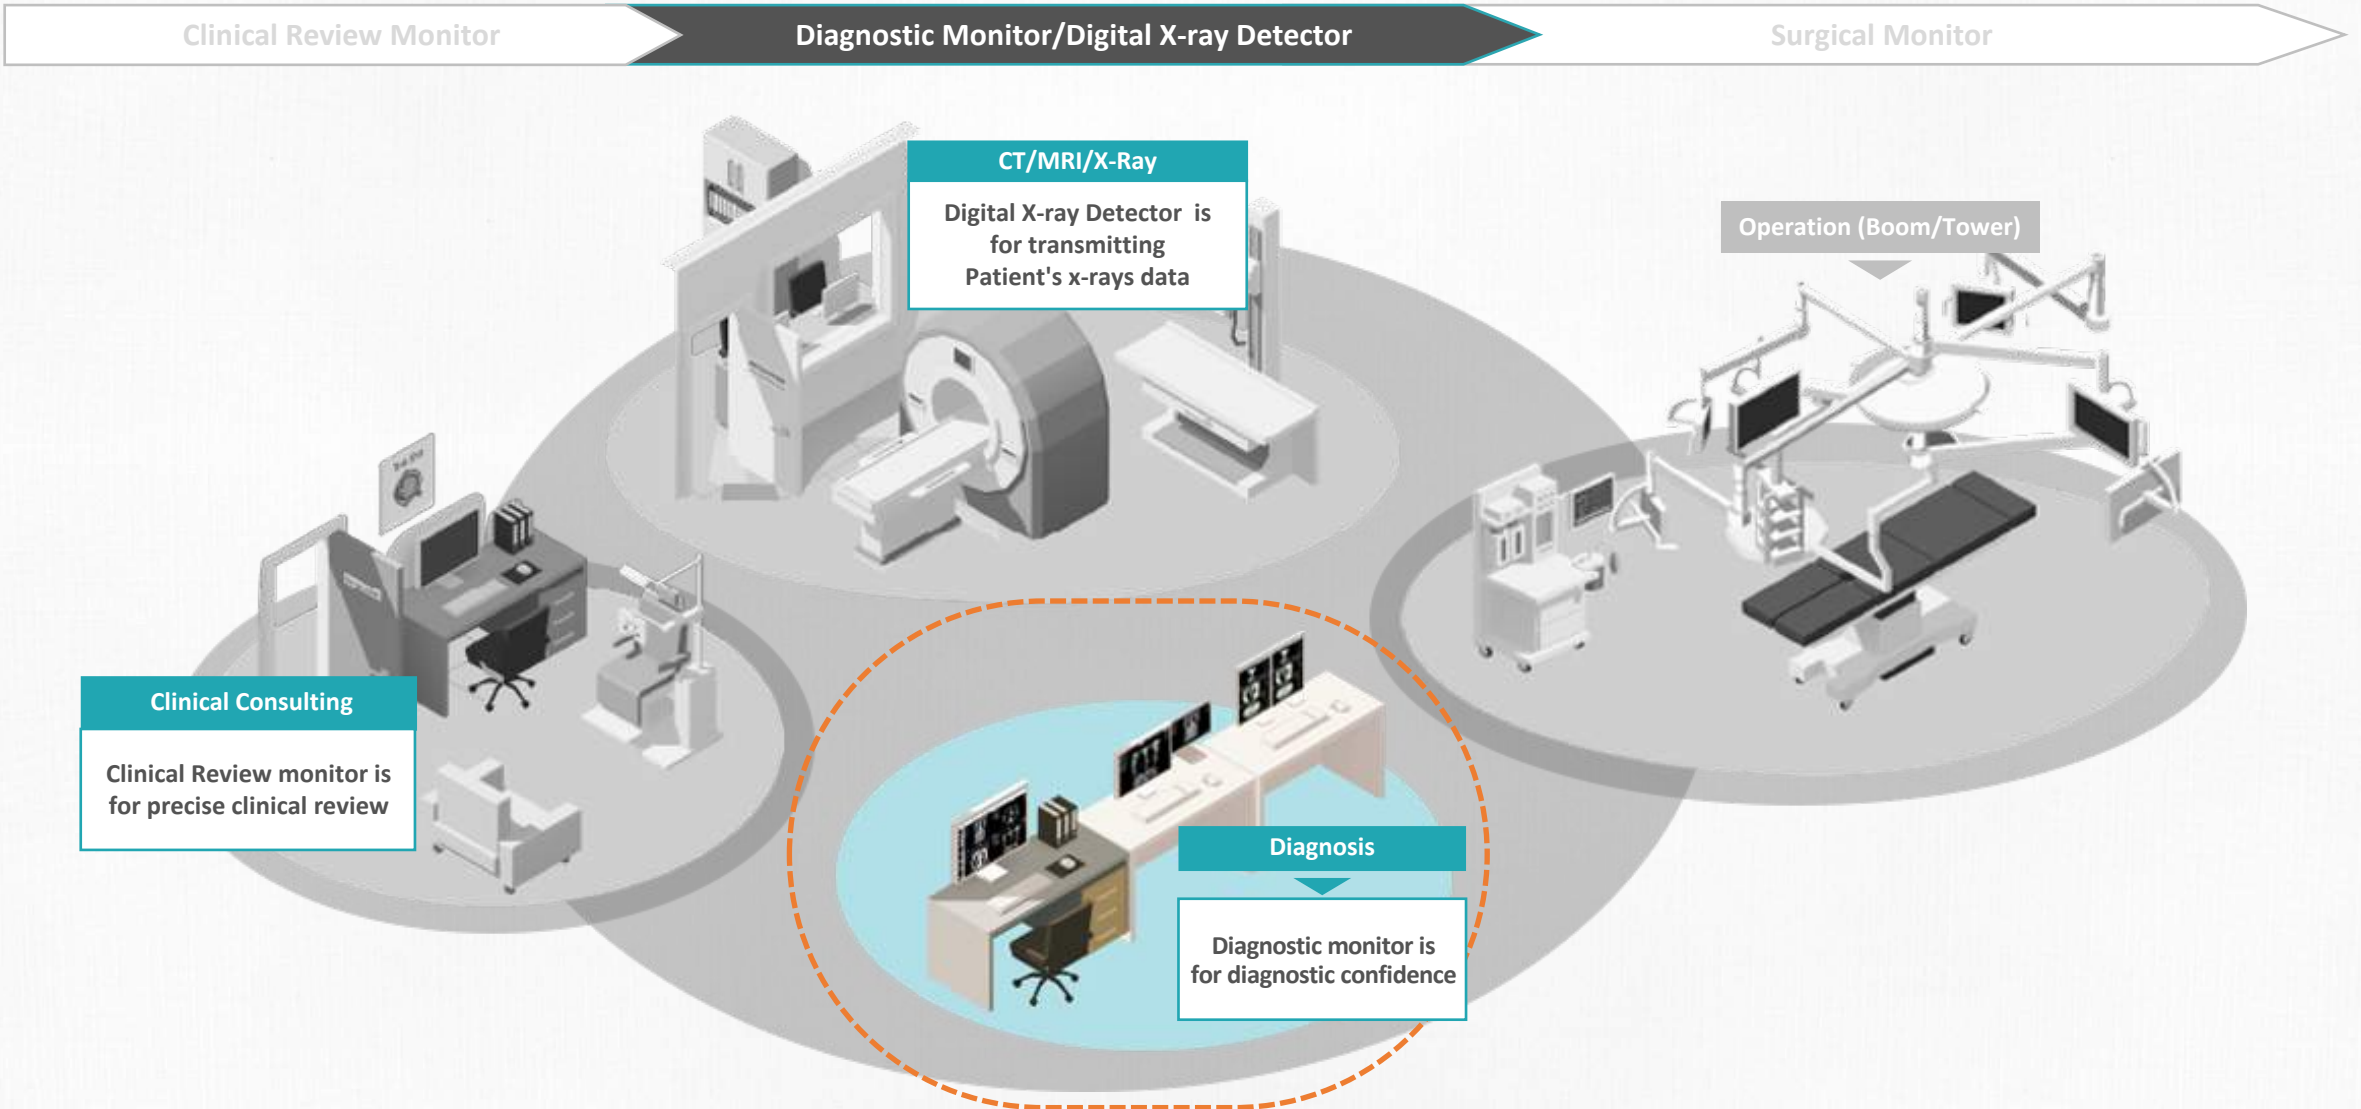 Clinical Review Monitor
Diagnostic Monitor/Digital X-ray Detector
Surgical Monitor
CT/MRI/X-Ray
Digital X-ray Detector is
for transmitting
Patient's x-rays data
Operation (Boom/Tower)
Clinical Consulting
Clinical Review monitor is
for precise clinical review
Diagnosis
Diagnostic monitor is
for diagnostic confidence